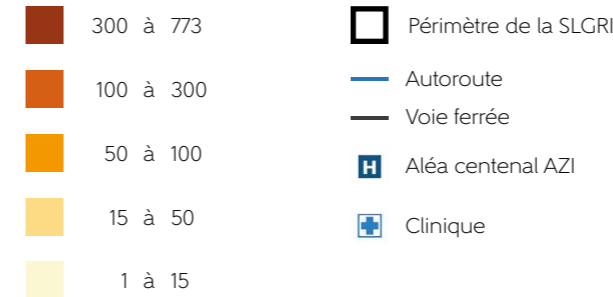 300 à 773
100 à 300
50 à 100
15 à 50
1 à 15
Périmètre de la SLGRI
Autoroute
Voie ferrée
H Aléa centenal AZI
Clinique